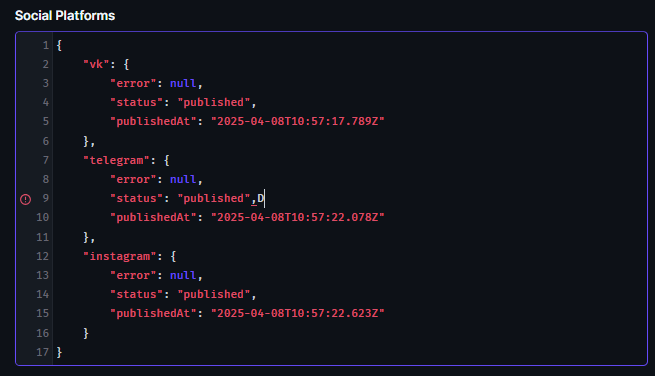 Social Platforms
1 {
2     "vk": {
3         "error": null,
4         "status": "published",
5         "publishedAt": "2025-04-08T10:57:17.789Z"
6     },
7     "telegram": {
8         "error": null,
9         "status": "published",D
10         "publishedAt": "2025-04-08T10:57:22.078Z"
11     },
12     "instagram": {
13         "error": null,
14         "status": "published",
15         "publishedAt": "2025-04-08T10:57:22.623Z"
16     }
17 }